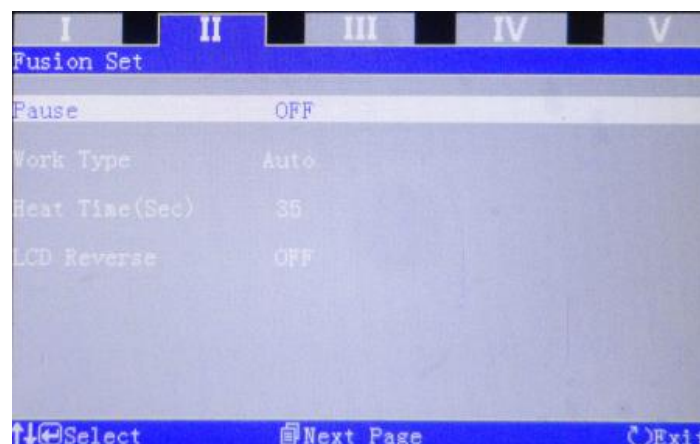 I II III IV V
Fusion Set
Pause OFF
Work Type Auto
Heat Time(Sec) 35
LCD Reverse OFF
Select Next Page Exit